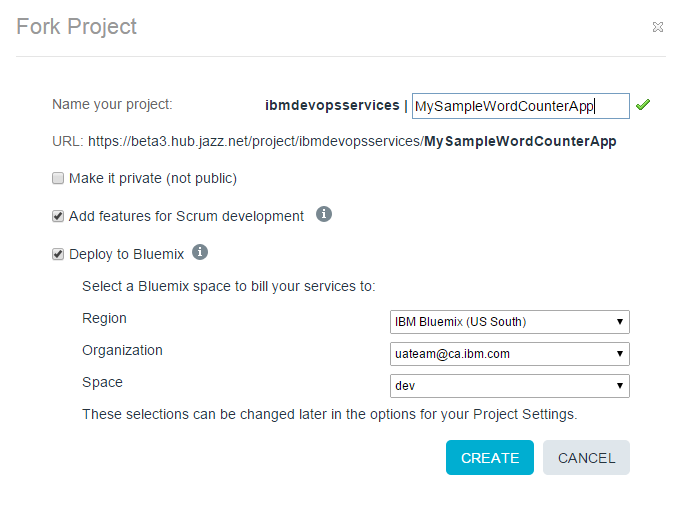 Fork Project
Name your project: ibmdevopsservices | MySampleWordCounterApp
URL: https://beta3.hub.jazz.net/project/ibmdevopsservices/MySampleWordCounterApp
Make it private (not public)
Add features for Scrum development
Deploy to Bluemix
Select a Bluemix space to bill your services to:
Region IBM Bluemix (US South)
Organization uateam@ca.ibm.com
Space dev
These selections can be changed later in the options for your Project Settings.
CREATE CANCEL